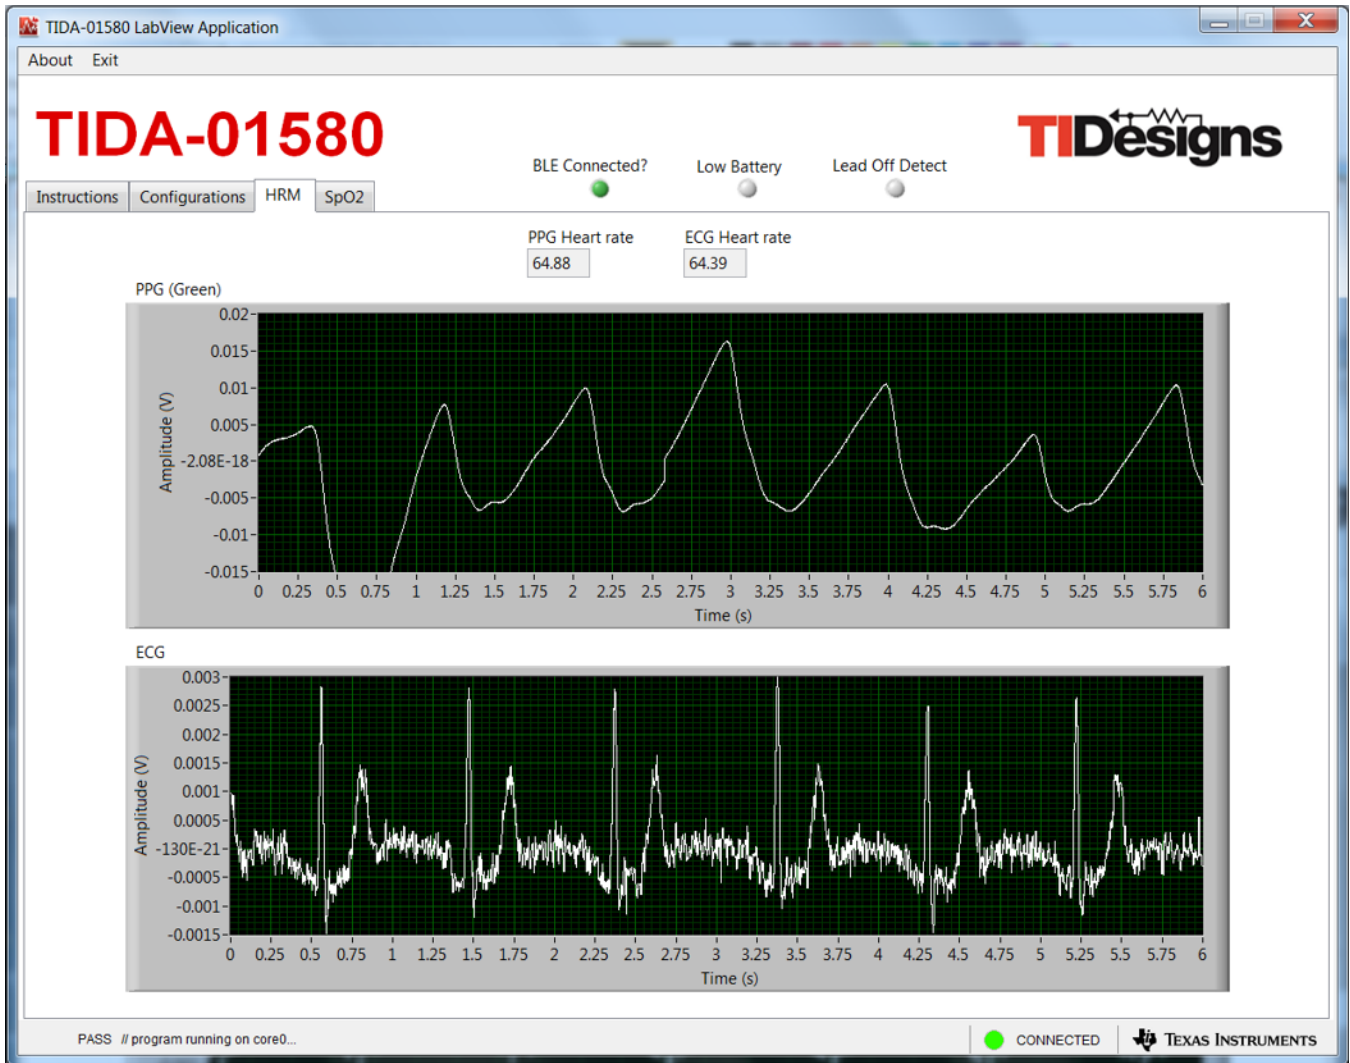 TIDA-01580 LabView Application
About Exit
TIDA-01580
TIDesigns
BLE Connected? Low Battery Lead Off Detect
Instructions Configurations HRM SpO2
PPG Heart rate ECG Heart rate
64.88 64.39
PPG (Green)
0.02
0.015
0.01
0.005
-2.08E-18
-0.005
-0.01
-0.015
Amplitude (V)
0 0.25 0.5 0.75 1 1.25 1.5 1.75 2 2.25 2.5 2.75 3 3.25 3.5 3.75 4 4.25 4.5 4.75 5 5.25 5.5 5.75 6
Time (s)
ECG
0.003
0.0025
0.002
0.0015
0.001
0.0005
-130E-21
-0.0005
-0.001
-0.0015
Amplitude (V)
0 0.25 0.5 0.75 1 1.25 1.5 1.75 2 2.25 2.5 2.75 3 3.25 3.5 3.75 4 4.25 4.5 4.75 5 5.25 5.5 5.75 6
Time (s)
PASS // program running on core0... CONNECTED TEXAS INSTRUMENTS